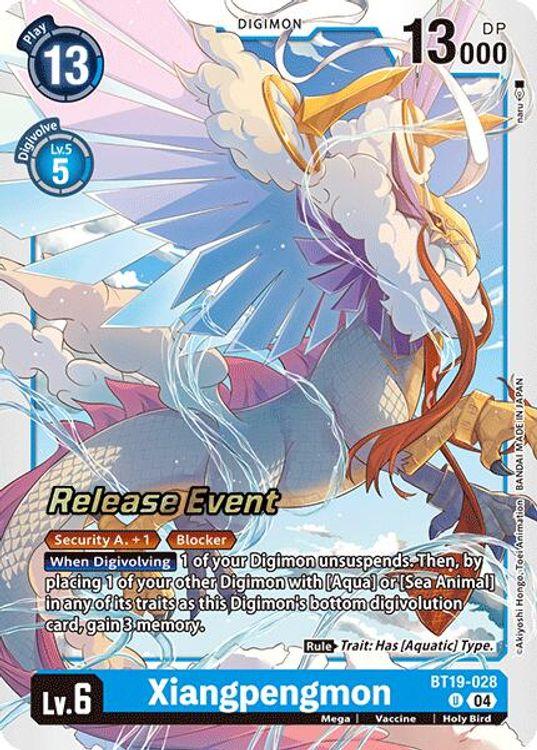 DIGIMON
Play
13
DP
13000
Digivolve
Lv.5
5
naru
Release Event
Security A. +1
Blocker
When Digivolving 1 of your Digimon unsuspends. Then, by
placing 1 of your other Digimon with [Aqua] or [Sea Animal]
in any of its traits as this Digimon's bottom digivolution
card, gain 3 memory.
Rule Trait: Has [Aquatic] Type.
©Akiyoshi Hongo, Toei Animation BANDAI MADE IN JAPAN
Lv.6
Xiangpengmon
BT19-028
U 04
Mega | Vaccine | Holy Bird